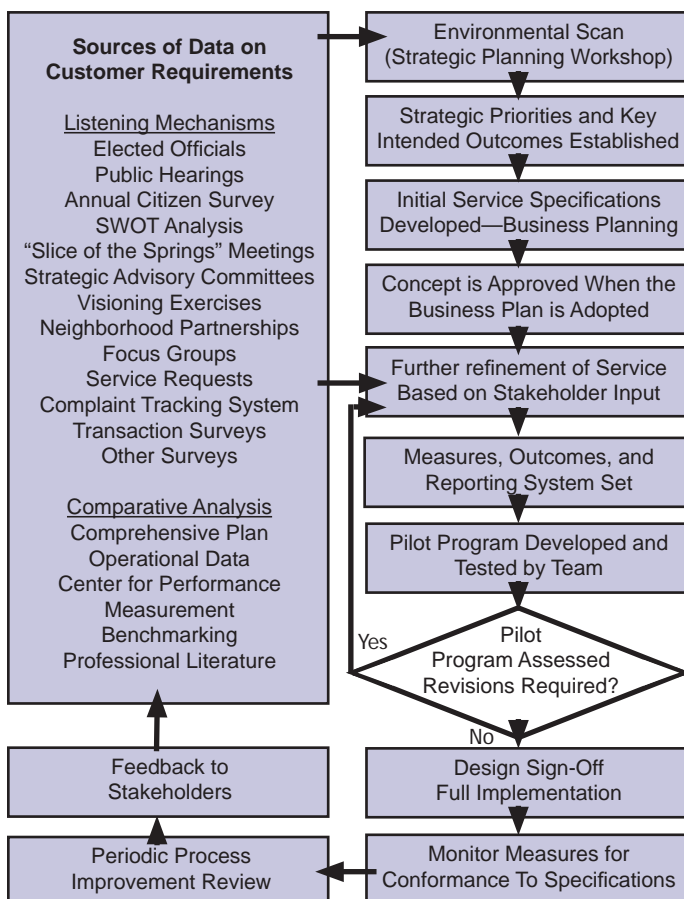 Sources of Data on
Customer Requirements
Listening Mechanisms
Elected Officials
Public Hearings
Annual Citizen Survey
SWOT Analysis
“Slice of the Springs” Meetings
Strategic Advisory Committees
Visioning Exercises
Neighborhood Partnerships
Focus Groups
Service Requests
Complaint Tracking System
Transaction Surveys
Other Surveys
Comparative Analysis
Comprehensive Plan
Operational Data
Center for Performance
Measurement
Benchmarking
Professional Literature
Environmental Scan
(Strategic Planning Workshop)
Strategic Priorities and Key
Intended Outcomes Established
Initial Service Specifications
Developed—Business Planning
Concept is Approved When the
Business Plan is Adopted
Further refinement of Service
Based on Stakeholder Input
Measures, Outcomes, and
Reporting System Set
Pilot Program Developed and
Tested by Team
Yes
Pilot
Program Assessed
Revisions Required?
No
Design Sign-Off
Full Implementation
Monitor Measures for
Conformance To Specifications
Periodic Process
Improvement Review
Feedback to
Stakeholders